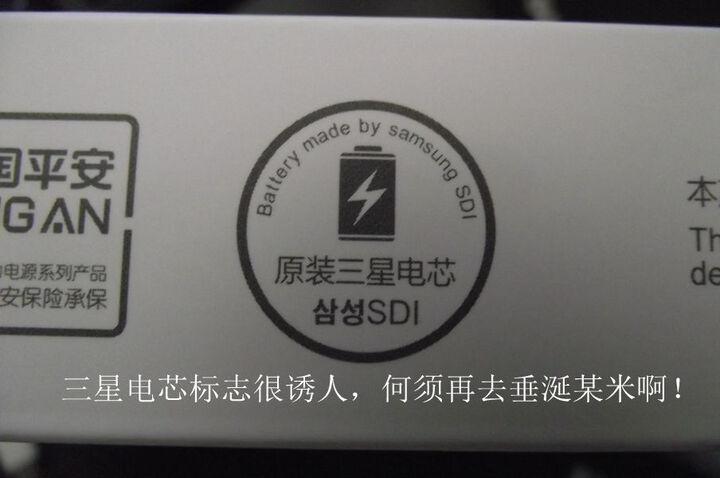 国平安
NGAN
电源系列产品
安保险承保
Battery made by samsung SDI
原装三星电芯
삼성SDI
本
Th
de
三星电芯标志很诱人，何须再去垂涎某米啊！